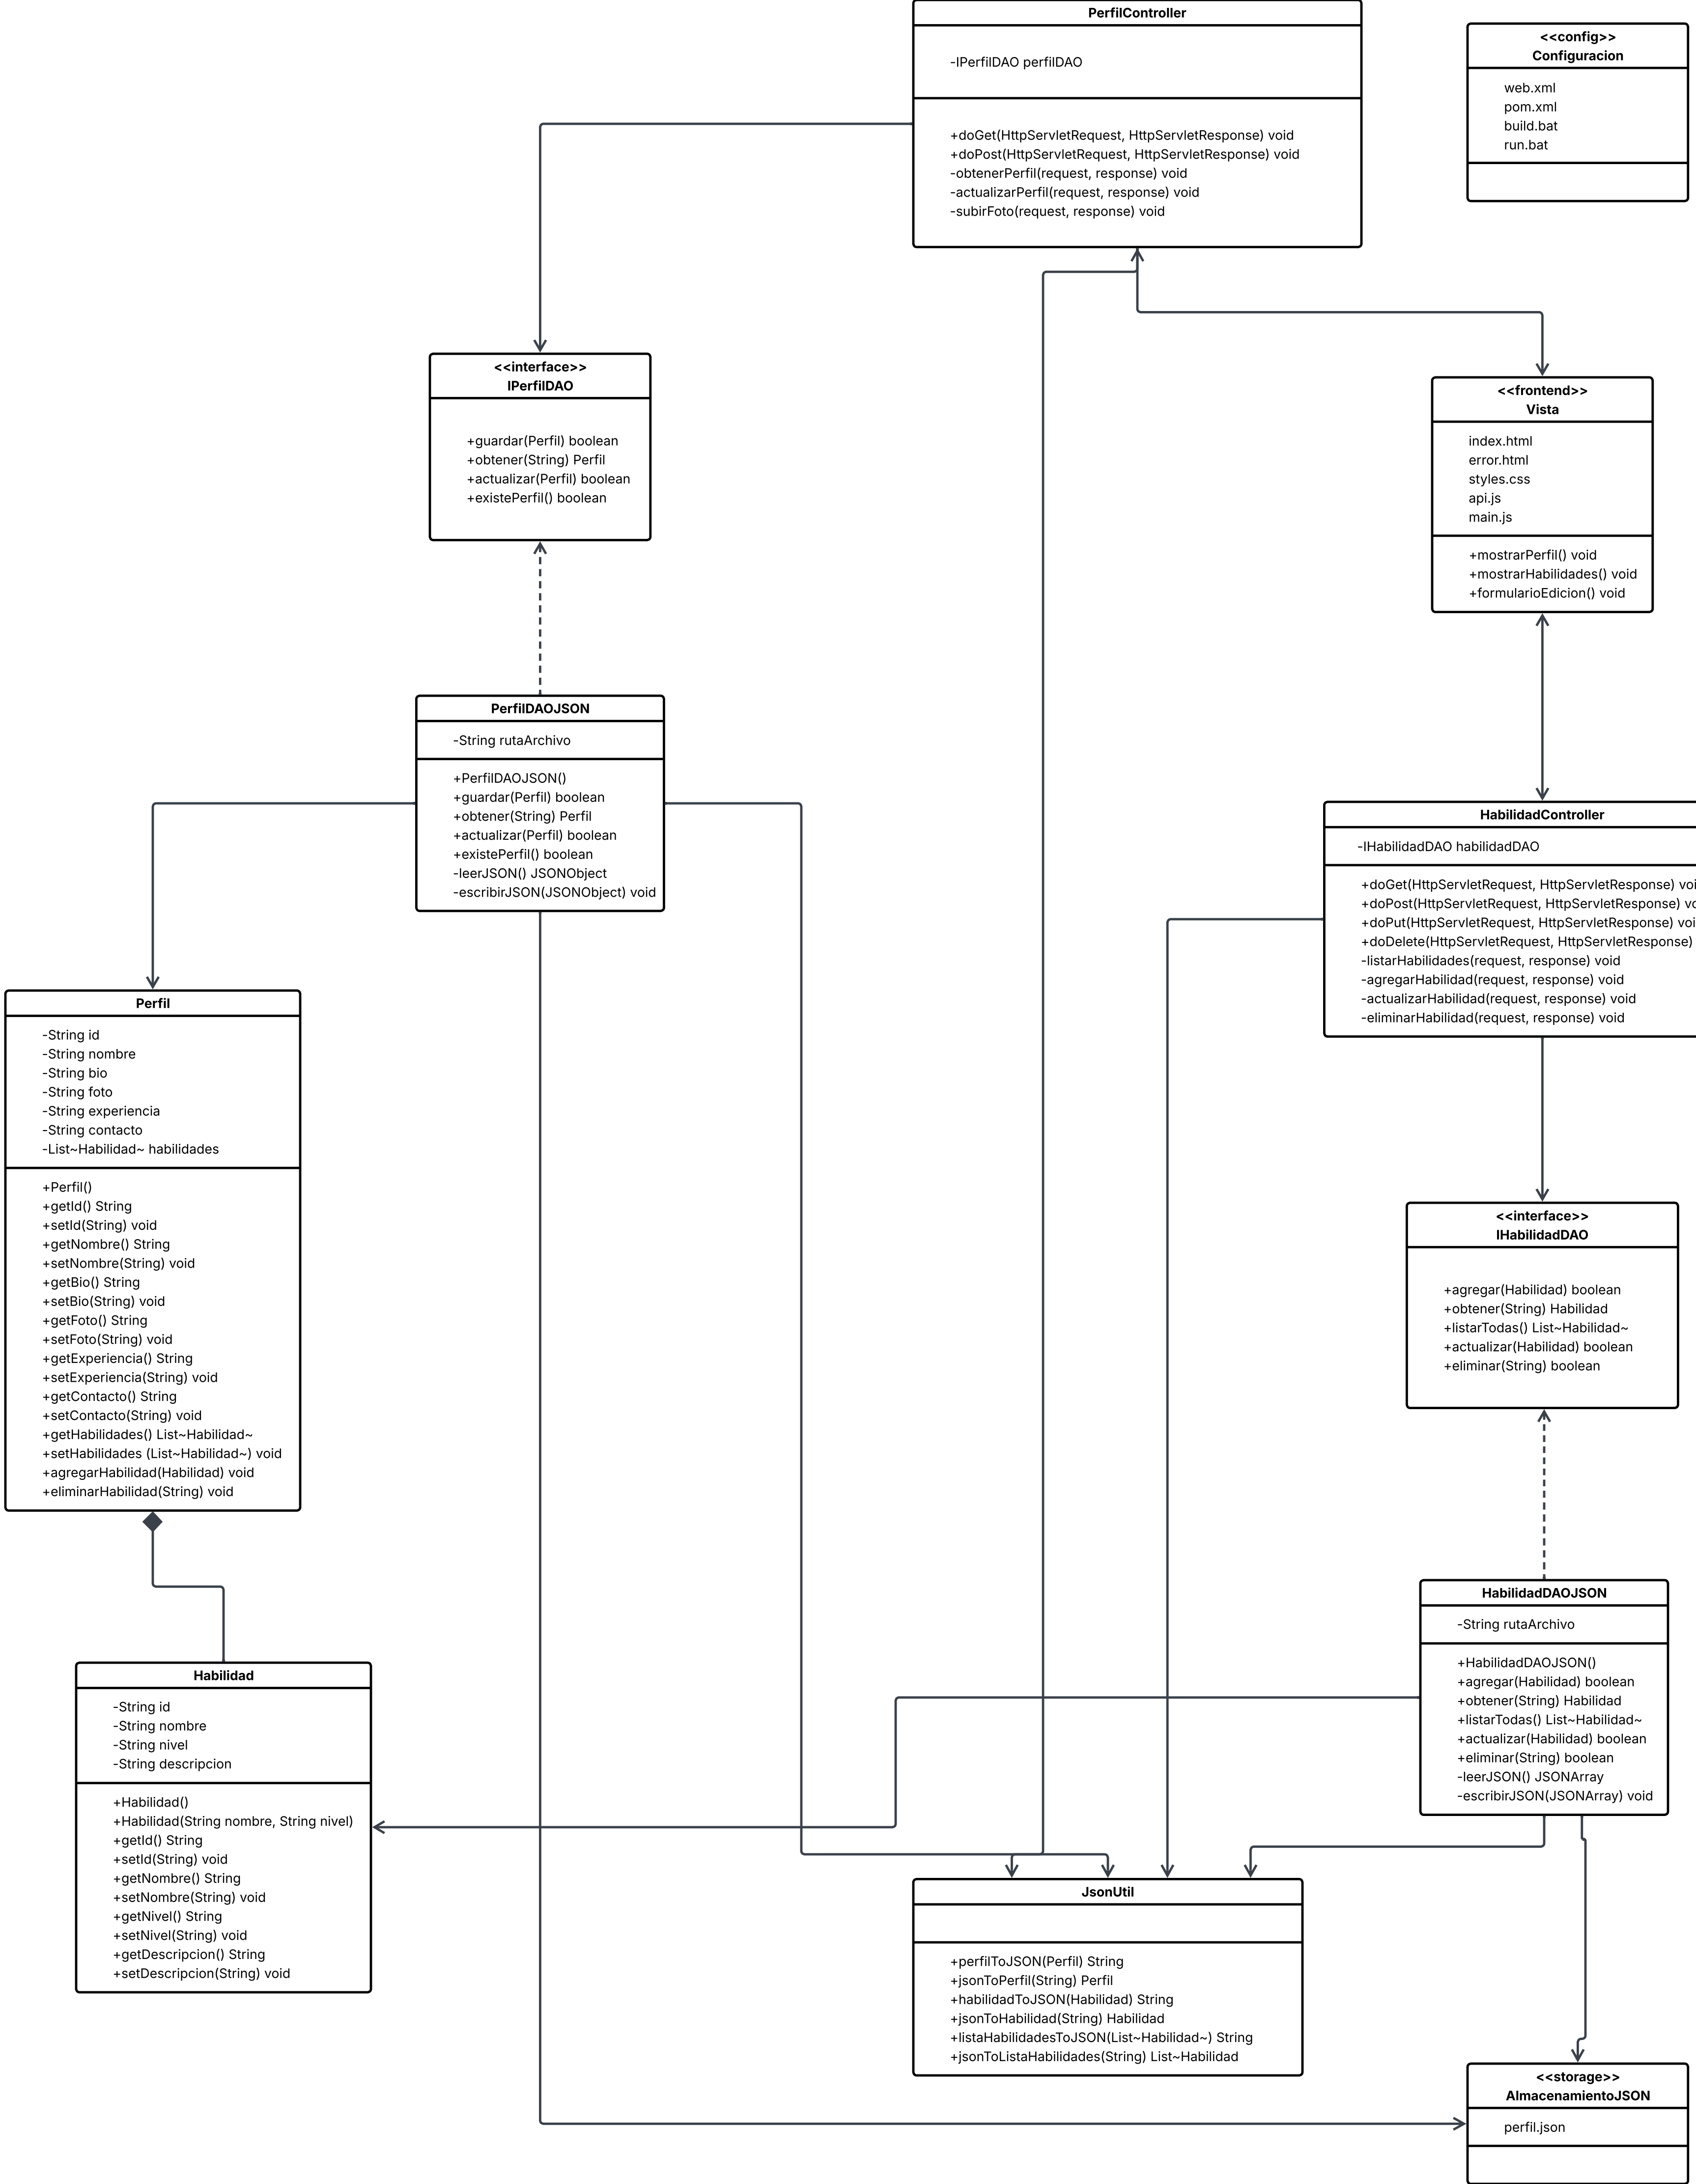 PerfilController
-IPerfilDAO perfilDAO
+doGet(HttpServletRequest, HttpServletResponse) void
+doPost(HttpServletRequest, HttpServletResponse) void
-obtenerPerfil(request, response) void
-actualizarPerfil(request, response) void
-subirFoto(request, response) void
<<config>>
Configuracion
web.xml
pom.xml
build.bat
run.bat
<<interface>>
IPerfilDAO
+guardar(Perfil) boolean
+obtener(String) Perfil
+actualizar(Perfil) boolean
+existePerfil() boolean
<<frontend>>
Vista
index.html
error.html
styles.css
api.js
main.js
+mostrarPerfil() void
+mostrarHabilidades() void
+formularioEdicion() void
PerfilDAOJSON
-String rutaArchivo
+PerfilDAOJSON()
+guardar(Perfil) boolean
+obtener(String) Perfil
+actualizar(Perfil) boolean
+existePerfil() boolean
-leerJSON() JSONObject
-escribirJSON(JSONObject) void
HabilidadController
-IHabilidadDAO habilidadDAO
+doGet(HttpServletRequest, HttpServletResponse)
+doPost(HttpServletRequest, HttpServletResponse)
+doPut(HttpServletRequest, HttpServletResponse)
+doDelete(HttpServletRequest, HttpServletResponse)
-listarHabilidades(request, response) void
-agregarHabilidad(request, response) void
-actualizarHabilidad(request, response) void
-eliminarHabilidad(request, response) void
Perfil
-String id
-String nombre
-String bio
-String foto
-String experiencia
-String contacto
-List~Habilidad~ habilidades
+Perfil()
+getId() String
+setId(String) void
+getNombre() String
+setNombre(String) void
+getBio() String
+setBio(String) void
+getFoto() String
+setFoto(String) void
+getExperiencia() String
+setExperiencia(String) void
+getContacto() String
+setContacto(String) void
+getHabilidades() List~Habilidad~
+setHabilidades (List~Habilidad~) void
+agregarHabilidad(Habilidad) void
+eliminarHabilidad(String) void
<<interface>>
IHabilidadDAO
+agregar(Habilidad) boolean
+obtener(String) Habilidad
+listarTodas() List~Habilidad~
+actualizar(Habilidad) boolean
+eliminar(String) boolean
HabilidadDAOJSON
-String rutaArchivo
+HabilidadDAOJSON()
+agregar(Habilidad) boolean
+obtener(String) Habilidad
+listarTodas() List~Habilidad~
+actualizar(Habilidad) boolean
+eliminar(String) boolean
-leerJSON() JSONArray
-escribirJSON(JSONArray) void
Habilidad
-String id
-String nombre
-String nivel
-String descripcion
+Habilidad()
+Habilidad(String nombre, String nivel)
+getId() String
+setId(String) void
+getNombre() String
+setNombre(String) void
+getNivel() String
+setNivel(String) void
+getDescripcion() String
+setDescripcion(String) void
JsonUtil
+perfilToJSON(Perfil) String
+jsonToPerfil(String) Perfil
+habilidadToJSON(Habilidad) String
+jsonToHabilidad(String) Habilidad
+listaHabilidadesToJSON(List~Habilidad~) String
+jsonToListaHabilidades(String) List~Habilidad
<<storage>>
AlmacenamientoJSON
perfil.json